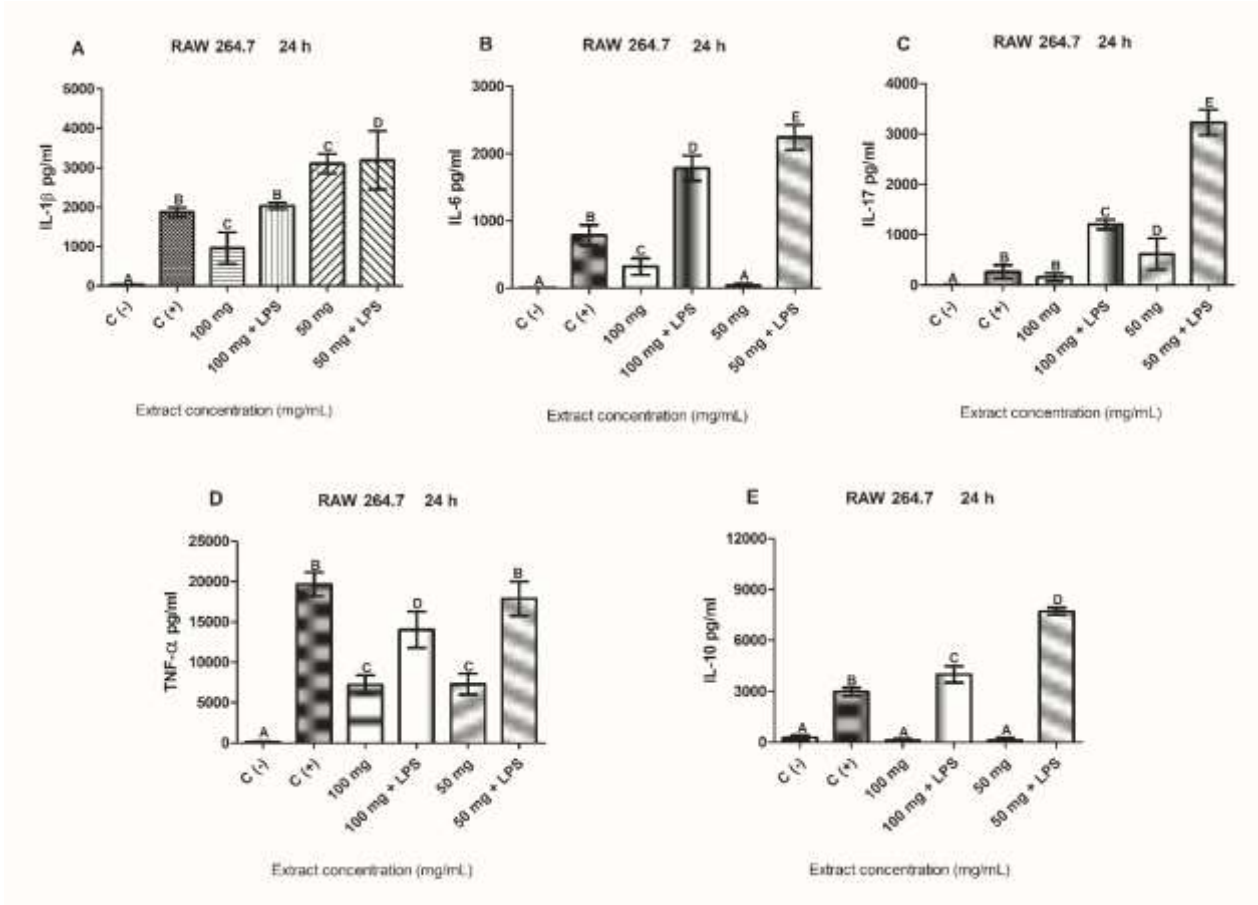 A RAW 264.7 24 h
IL-1β pg/ml
5000
4000
3000
2000
1000
0
A B C B C D
C (-) C (+) 100 mg 100 mg + LPS 50 mg 50 mg + LPS
Extract concentration (mg/mL)
B RAW 264.7 24 h
IL-6 pg/ml
3000
2000
1000
0
A B C D A E
C (-) C (+) 100 mg 100 mg + LPS 50 mg 50 mg + LPS
Extract concentration (mg/mL)
C RAW 264.7 24 h
IL-17 pg/ml
4000
3000
2000
1000
0
A B B C D E
C (-) C (+) 100 mg 100 mg + LPS 50 mg 50 mg + LPS
Extract concentration (mg/mL)
D RAW 264.7 24 h
TNF-α pg/ml
25000
20000
15000
10000
5000
0
A B C D C B
C (-) C (+) 100 mg 100 mg + LPS 50 mg 50 mg + LPS
Extract concentration (mg/mL)
E RAW 264.7 24 h
IL-10 pg/ml
12000
9000
6000
3000
0
A B A C A D
C (-) C (+) 100 mg 100 mg + LPS 50 mg 50 mg + LPS
Extract concentration (mg/mL)